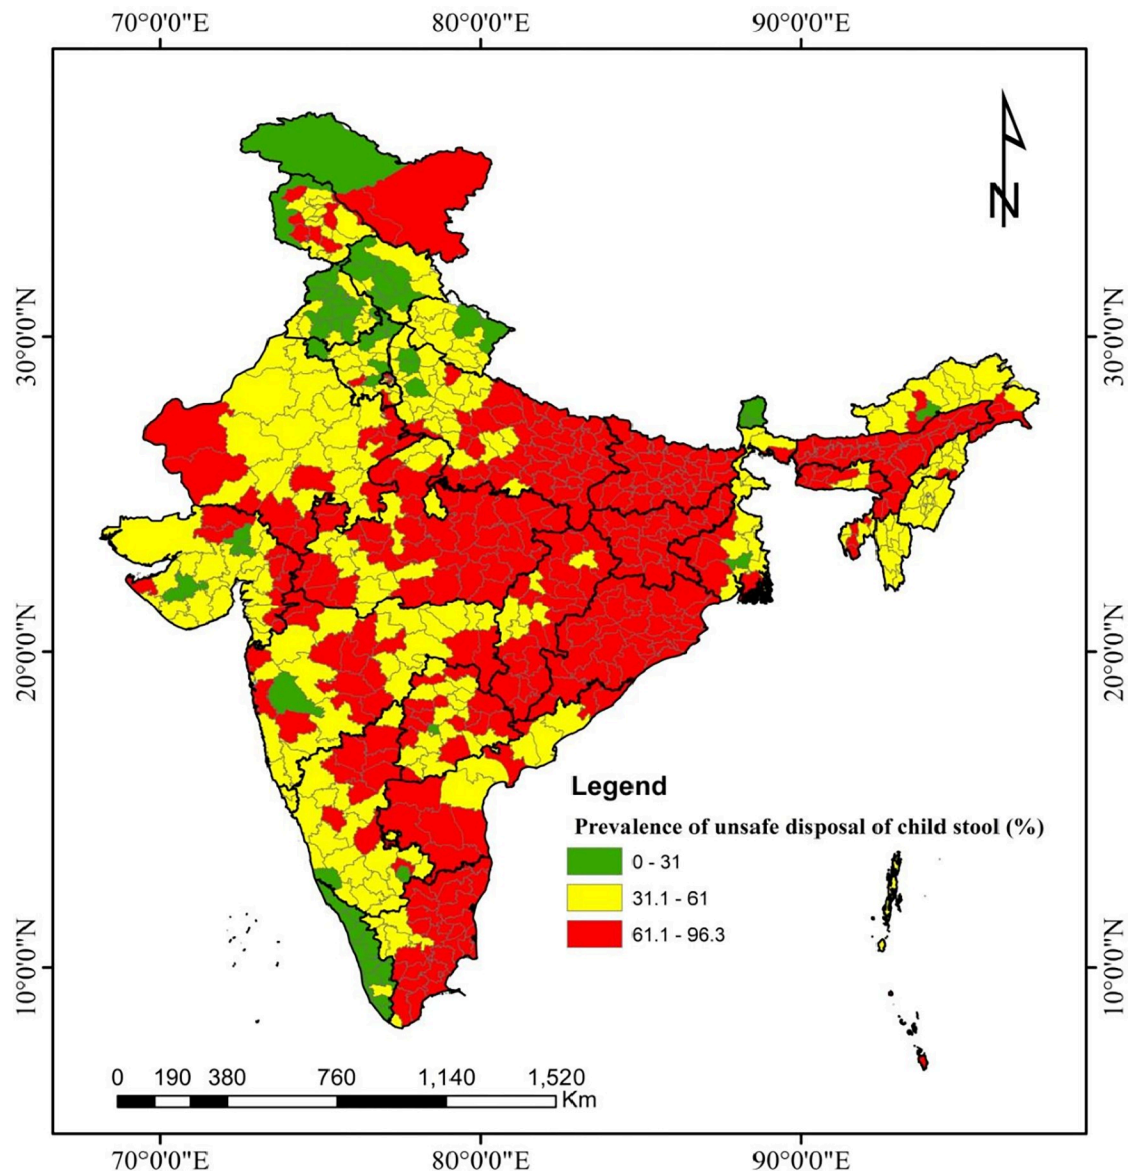 70°0'0"E 80°0'0"E 90°0'0"E
N
30°0'0"N 30°0'0"N
20°0'0"N 20°0'0"N
Legend
Prevalence of unsafe disposal of child stool (%)
0 - 31
31.1 - 61
61.1 - 96.3
10°0'0"N 10°0'0"N
0 190 380 760 1,140 1,520
Km
70°0'0"E 80°0'0"E 90°0'0"E